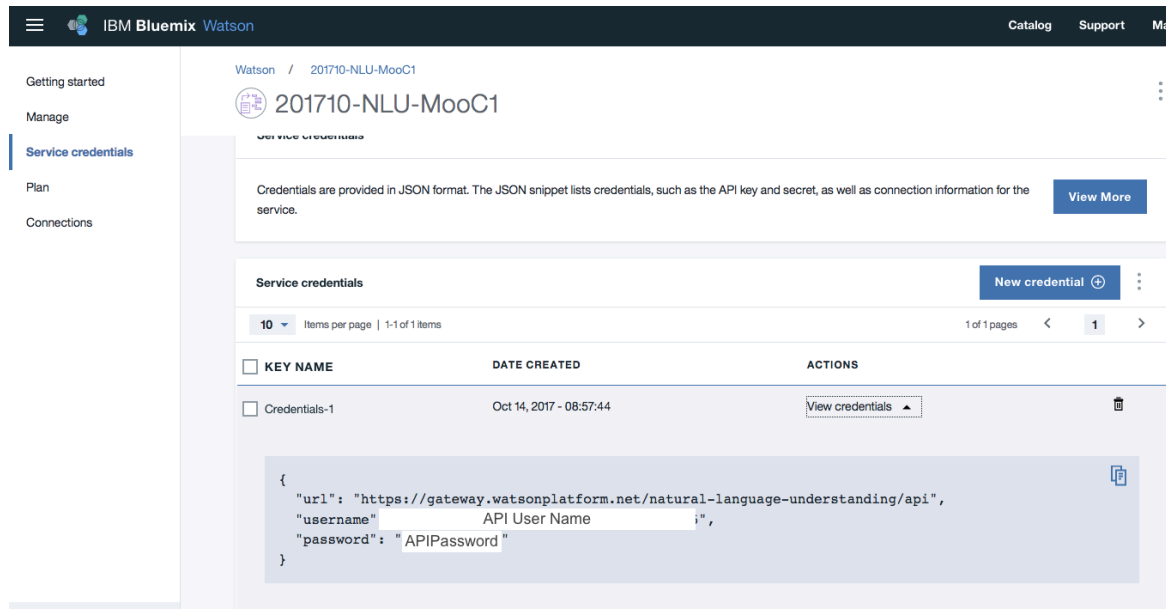 IBM Bluemix Watson
Catalog
Support
Ma
Getting started
Manage
Service credentials
Plan
Connections
Watson / 201710-NLU-MooC1
201710-NLU-MooC1
Service credentials
Credentials are provided in JSON format. The JSON snippet lists credentials, such as the API key and secret, as well as connection information for the
service.
View More
Service credentials
New credential
10 Items per page | 1-1 of 1 items
1 of 1 pages < 1 >
KEY NAME DATE CREATED ACTIONS
Credentials-1 Oct 14, 2017 - 08:57:44 View credentials
{
"url": "https://gateway.watsonplatform.net/natural-language-understanding/api",
"username" API User Name ",
"password": " APIPassword "
}